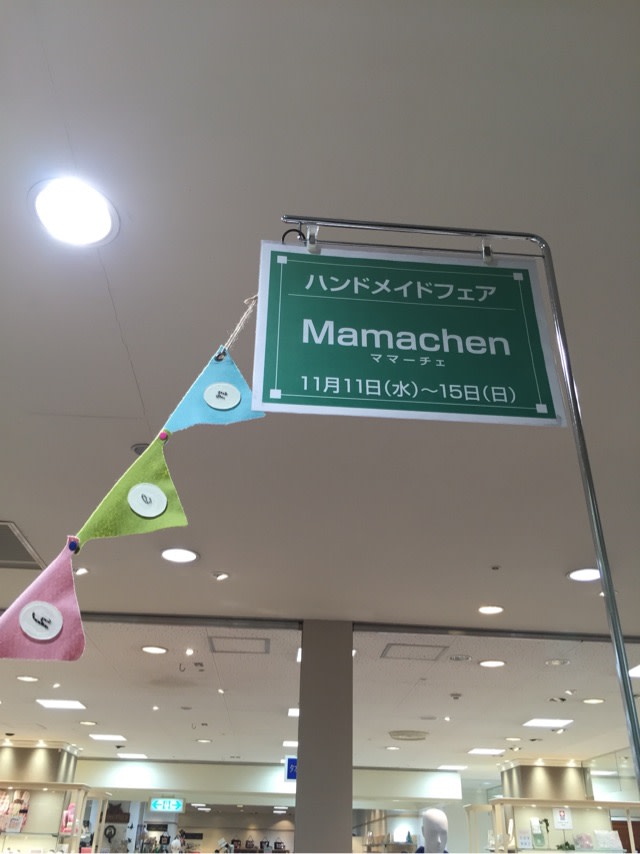 ハンドメイドフェア
Mamachen
ママーチェ
11月11日(水)～15日(日)
e
y